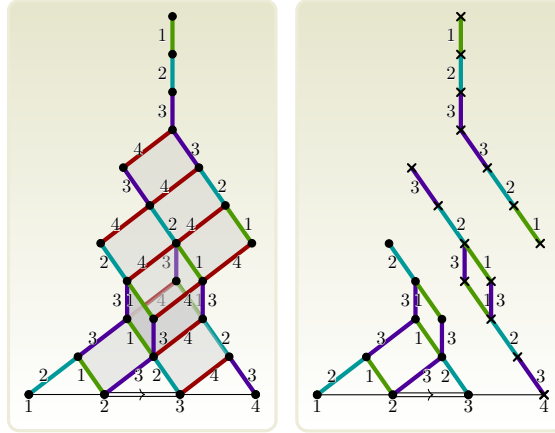 1
2
3
4 3
3 4 2
4 2 4 1
2 4 3 1 4
3 1 4 4 1 3
3 1 3 4 2
2 1 3 2 4 3
1 2 3 4
1
2
3
3
3 2
2 1
2 3 1
3 1 1 3
3 1 3 2
2 1 3 2 3
1 2 3 4